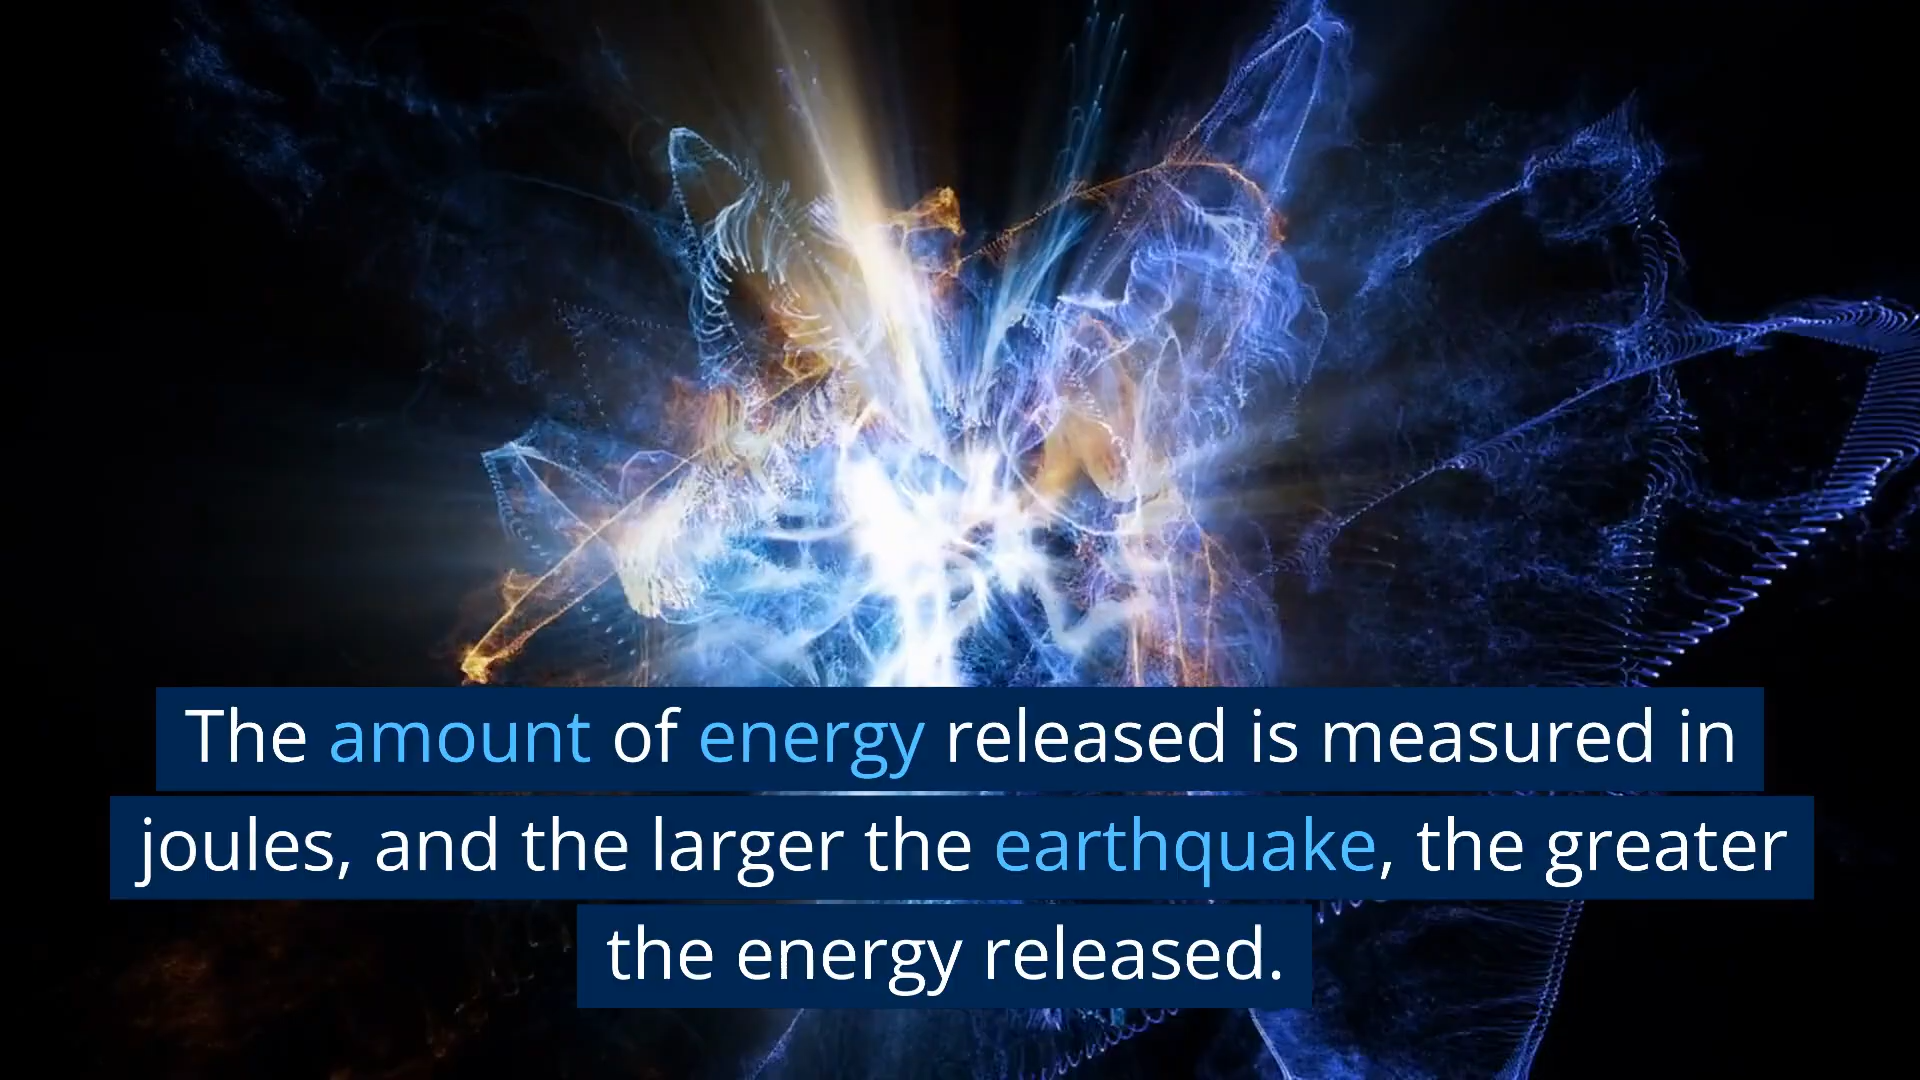 The amount of energy released is measured in
joules, and the larger the earthquake, the greater
the energy released.